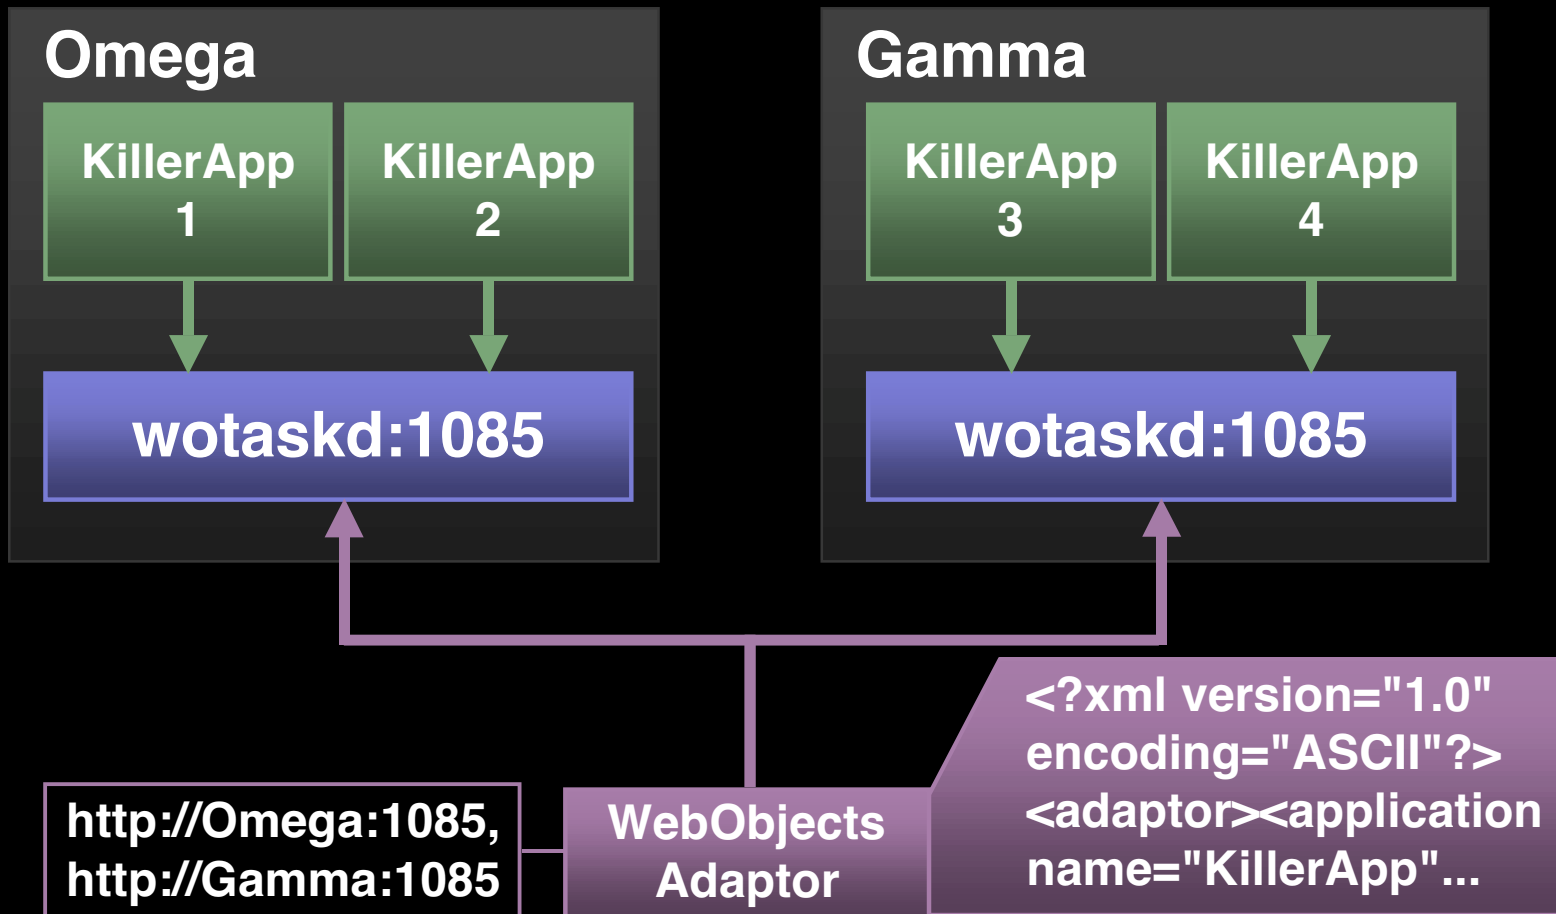 Omega
KillerApp
1
KillerApp
2
wotaskd:1085
Gamma
KillerApp
3
KillerApp
4
wotaskd:1085
http://Omega:1085,
http://Gamma:1085
WebObjects
Adaptor
<?xml version="1.0"
encoding="ASCII"?>
<adaptor><application
name="KillerApp"...